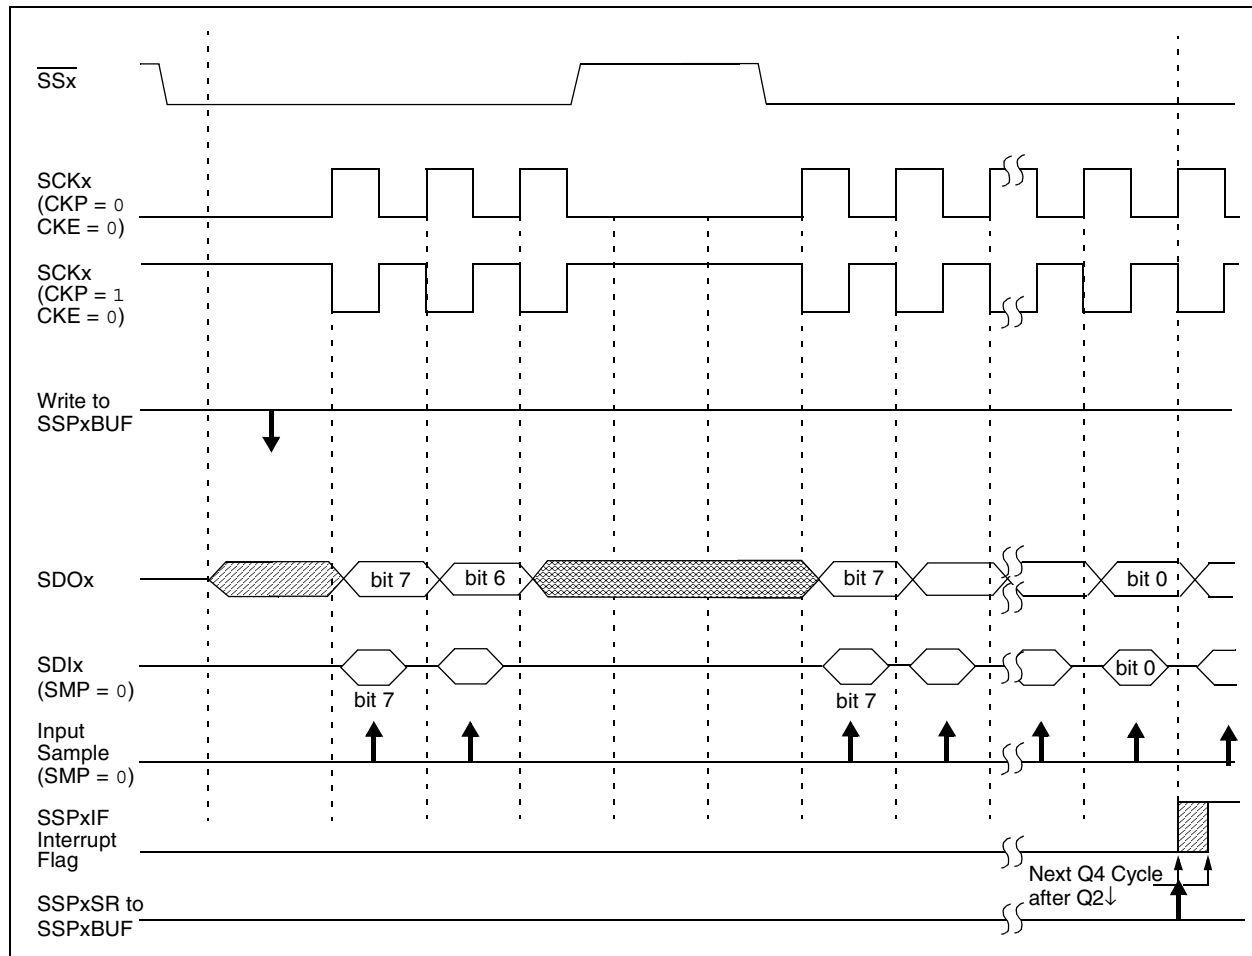 SSx
SCKx
(CKP = 0
CKE = 0)
SCKx
(CKP = 1
CKE = 0)
Write to
SSPxBUF
SDOx
bit 7
bit 6
bit 7
bit 0
SDIx
(SMP = 0)
bit 7
bit 7
bit 0
Input
Sample
(SMP = 0)
SSPxIF
Interrupt
Flag
Next Q4 Cycle
after Q2↓
SSPxSR to
SSPxBUF